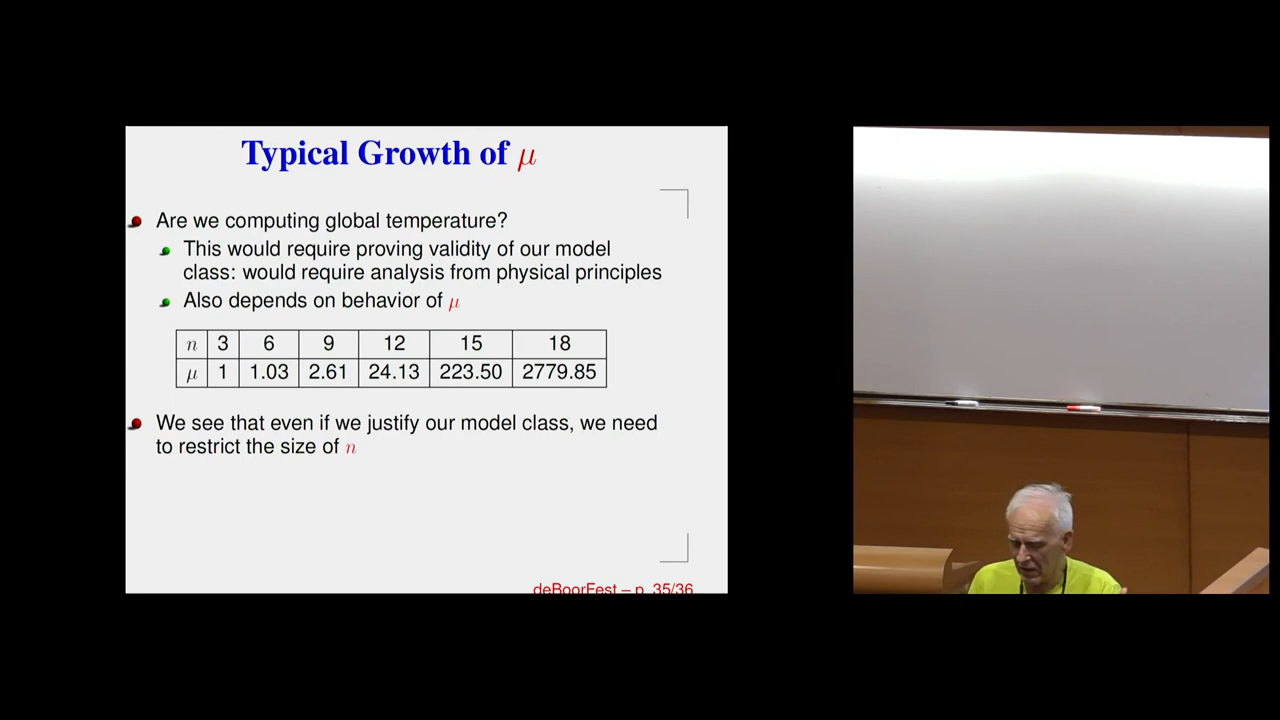 Typical Growth of μ
Are we computing global temperature?
This would require proving validity of our model
class: would require analysis from physical principles
Also depends on behavior of μ
n 3 6 9 12 15 18
μ 1 1.03 2.61 24.13 223.50 2779.85
We see that even if we justify our model class, we need
to restrict the size of n
deBoorFest – p. 35/36